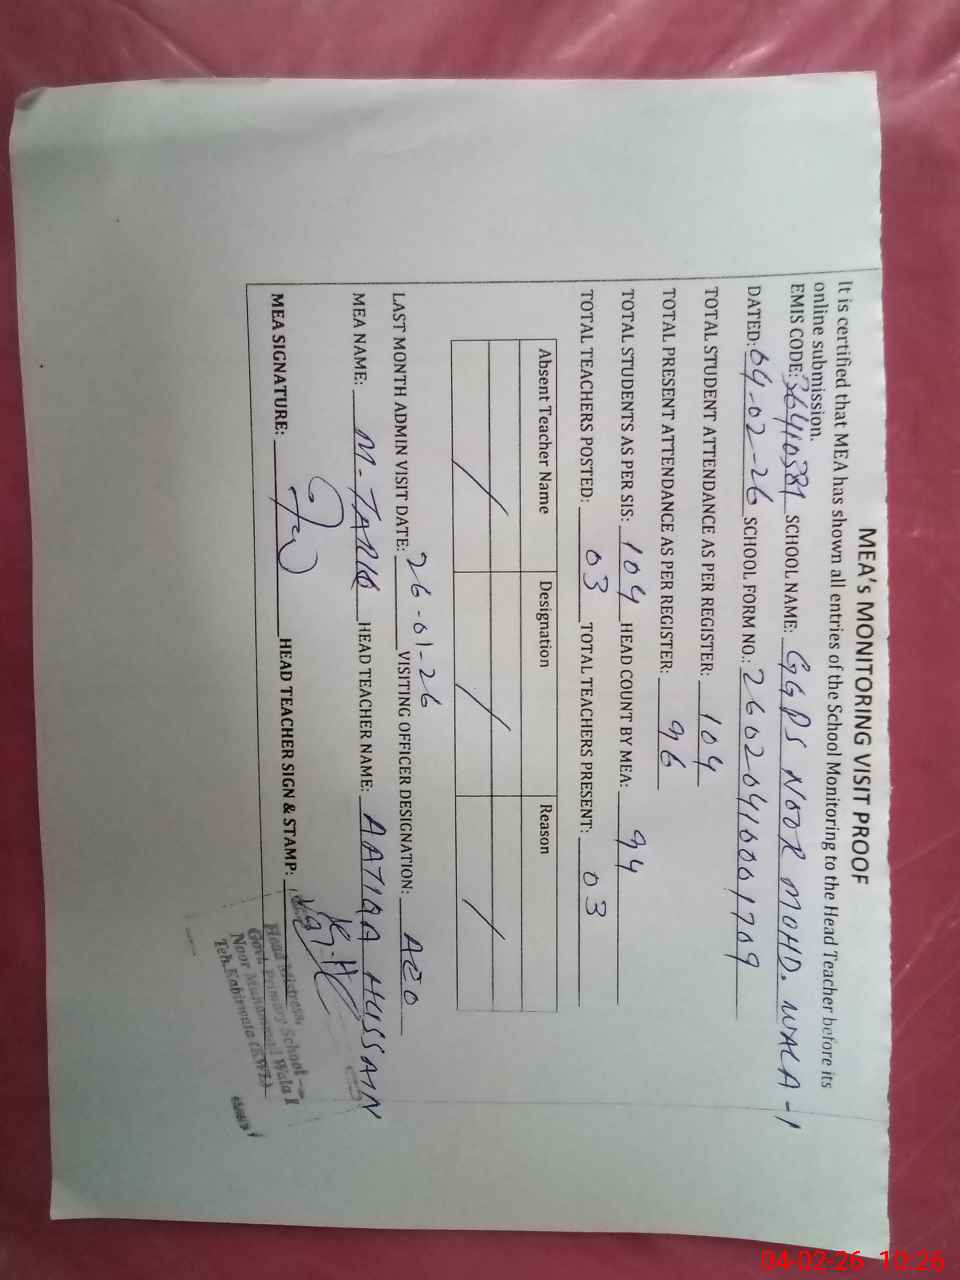 MEA's MONITORING VISIT PROOF
It is certified that MEA has shown all entries of the School Monitoring to the Head Teacher before its
online submission.
EMIS CODE: 36410381 SCHOOL NAME: GGPS NOOR MOHD. WALA -1
DATED: 04-02-26 SCHOOL FORM NO.: 26020410001709
TOTAL STUDENT ATTENDANCE AS PER REGISTER: 104
TOTAL PRESENT ATTENDANCE AS PER REGISTER: 96
TOTAL STUDENTS AS PER SIS: 104 HEAD COUNT BY MEA: 94
TOTAL TEACHERS POSTED: 03 TOTAL TEACHERS PRESENT: 03
Absent Teacher Name Designation Reason
LAST MONTH ADMIN VISIT DATE: 26-01-26 VISITING OFFICER DESIGNATION: AEO
MEA NAME: M. TARIQ HEAD TEACHER NAME: AATIQA HUSSAIN
MEA SIGNATURE: HEAD TEACHER SIGN & STAMP:
Head Mistress
Govt. Primary School
Noor Muhammad Wala I
Teh. Kabirwala (KWL)
04-02-26 10:26